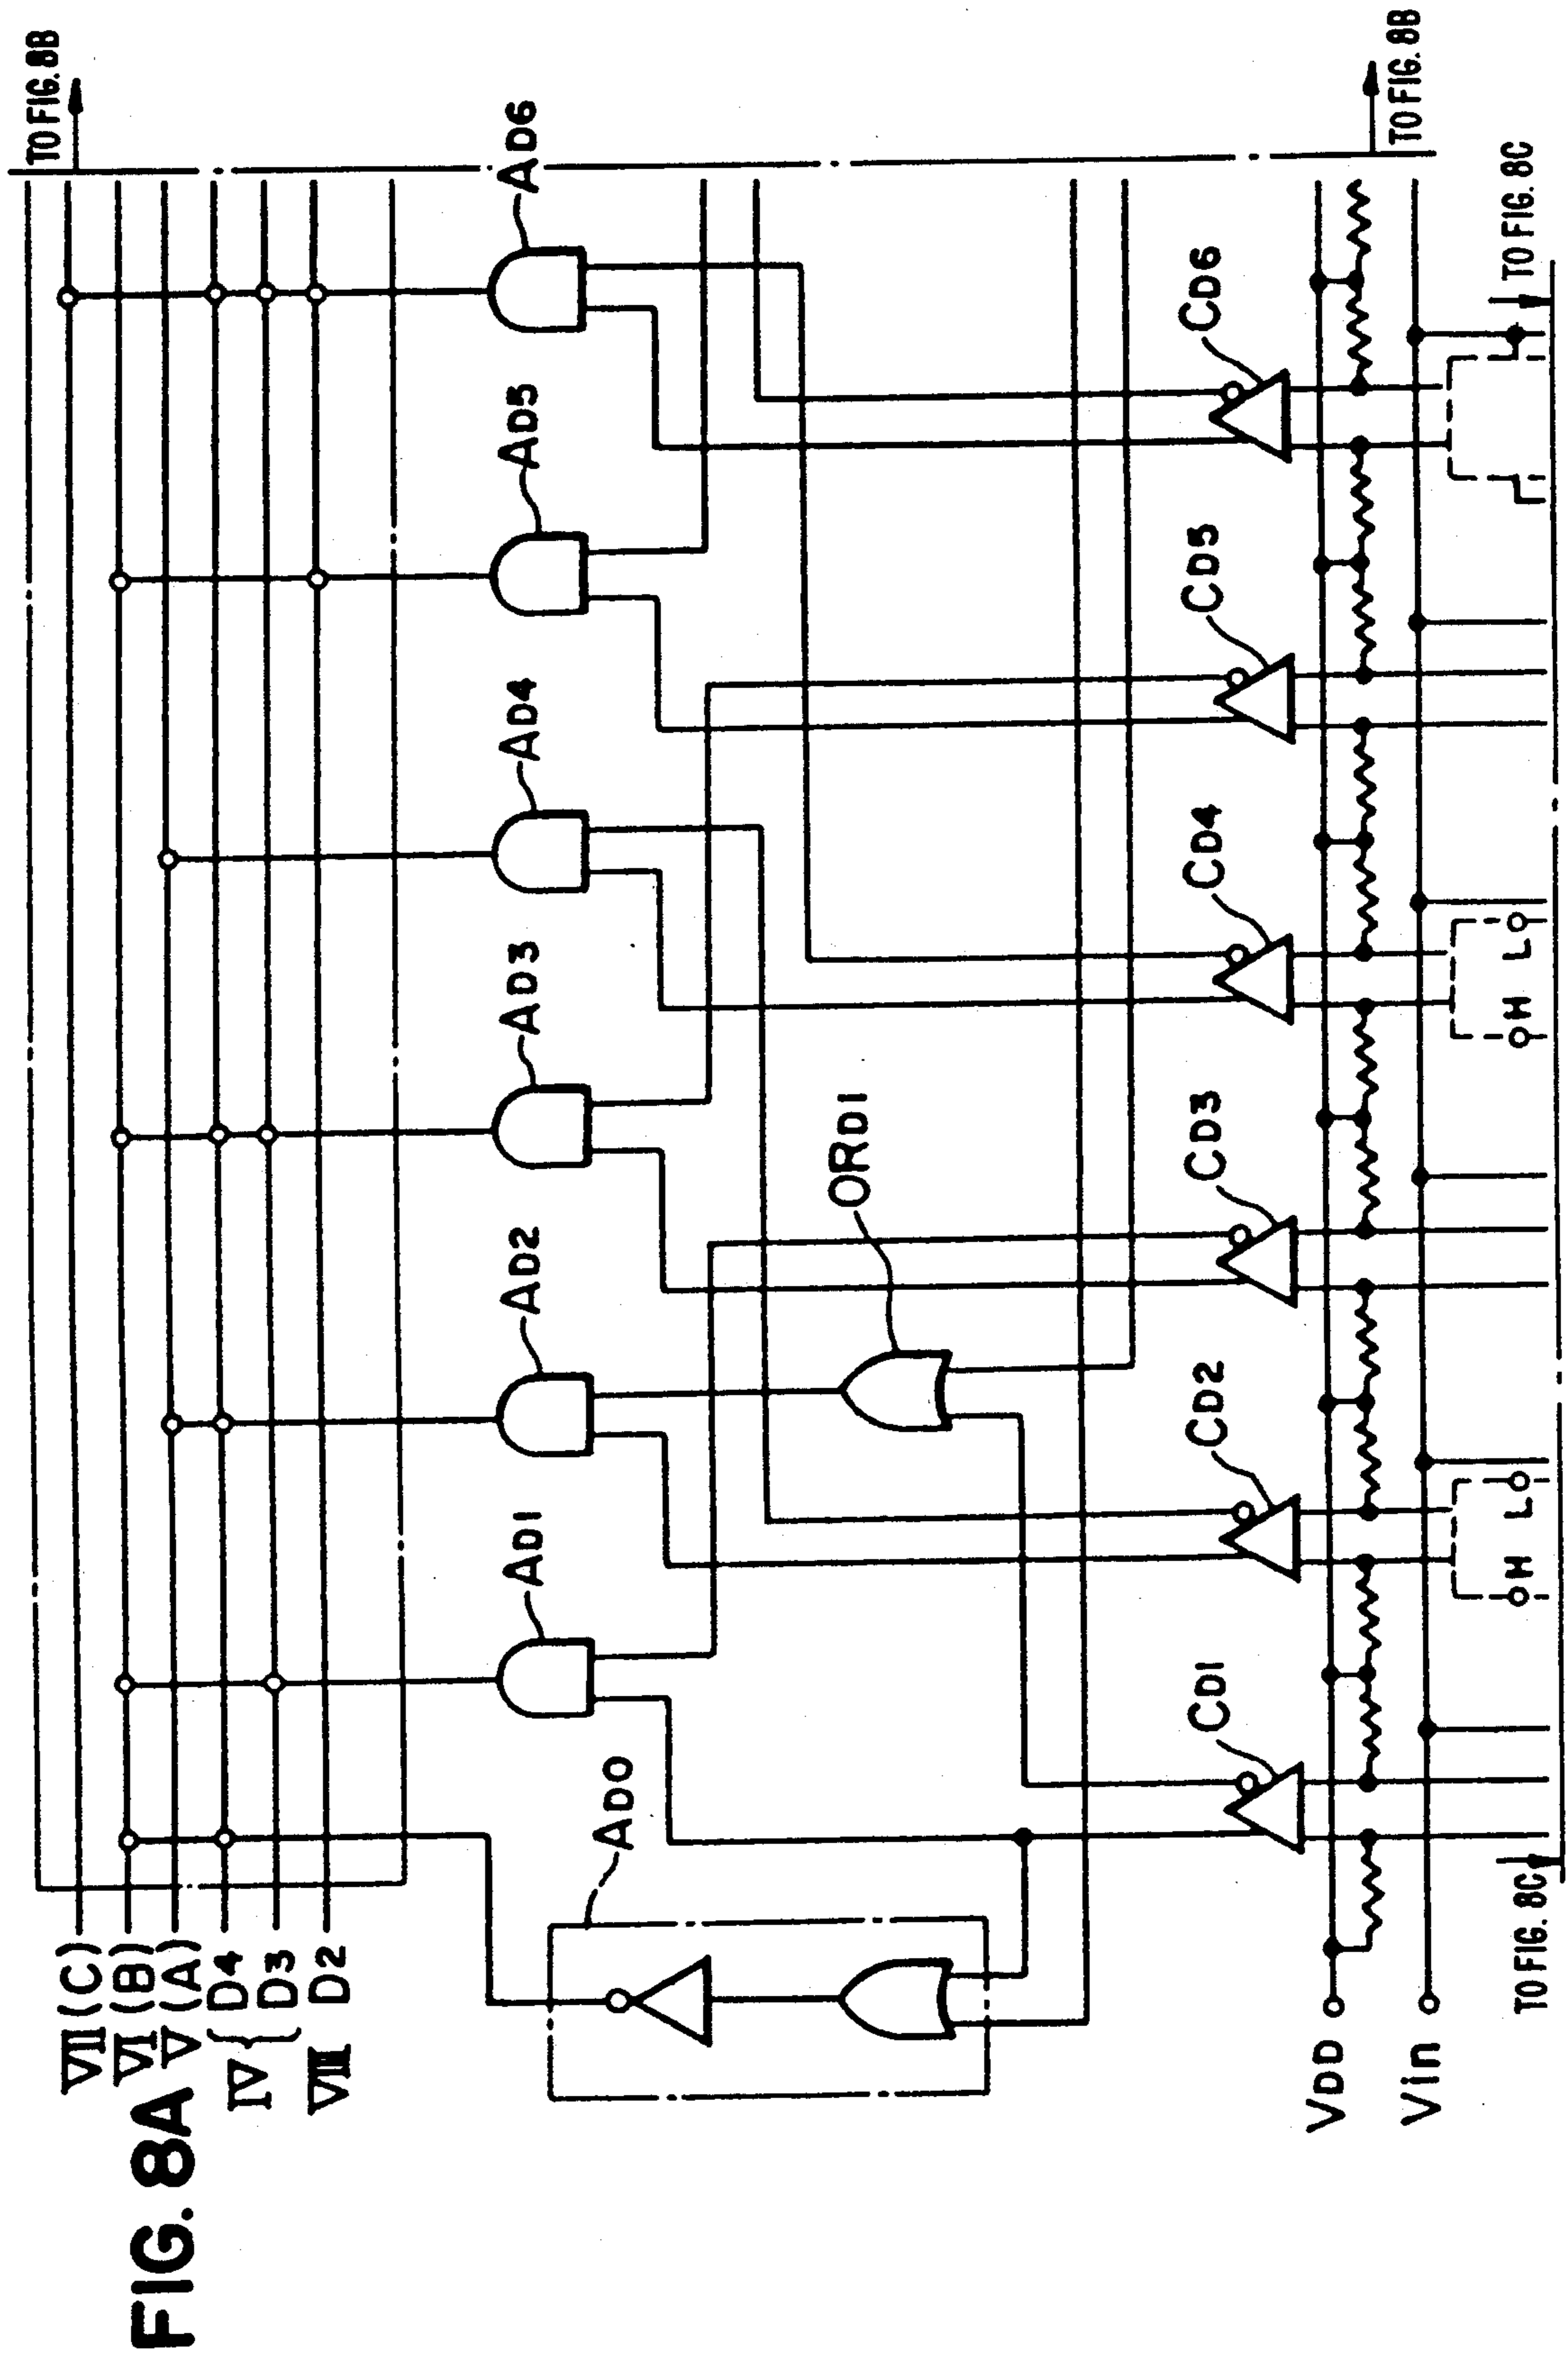 FIG. 8A
VII (C)
VI (B)
V (A)
IV { D4
D3
VIII D2
TO FIG. 8B
AD0
AD1
AD2
AD3
AD4
AD5
AD6
ORD1
CD1
CD2
CD3
CD4
CD5
CD6
VDD
Vin
TO FIG. 8B
H L
H L
TO FIG. 8C
TO FIG. 8C